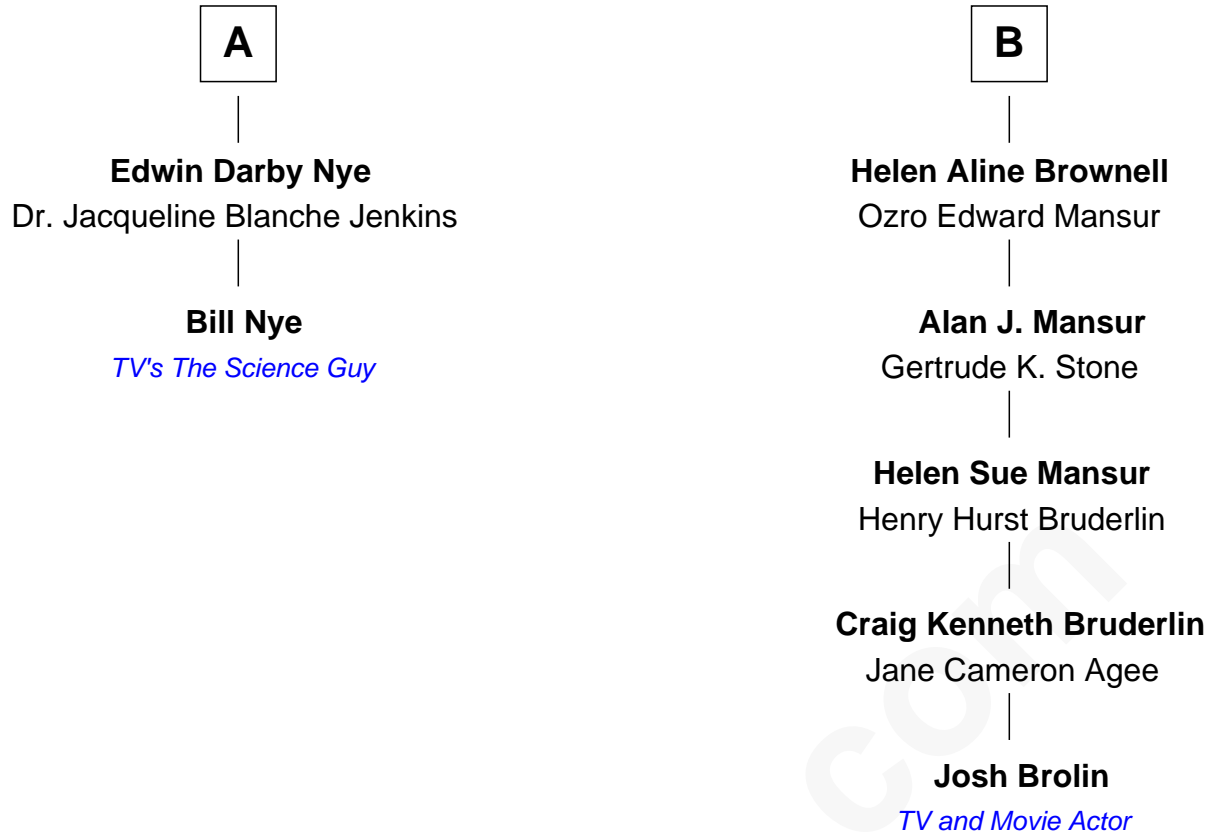 A
Edwin Darby Nye
Dr. Jacqueline Blanche Jenkins
Bill Nye
TV's The Science Guy
B
Helen Aline Brownell
Ozro Edward Mansur
Alan J. Mansur
Gertrude K. Stone
Helen Sue Mansur
Henry Hurst Bruderlin
Craig Kenneth Bruderlin
Jane Cameron Agee
Josh Brolin
TV and Movie Actor
com